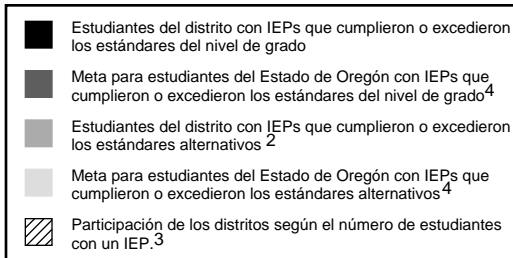 Estudiantes del distrito con IEPs que cumplieron o excedieron
los estándares del nivel de grado
Meta para estudiantes del Estado de Oregón con IEPs que
cumplieron o excedieron los estándares del nivel de grado4
Estudiantes del distrito con IEPs que cumplieron o excedieron
los estándares alternativos 2
Meta para estudiantes del Estado de Oregón con IEPs que
cumplieron o excedieron los estándares alternativos4
Participación de los distritos según el número de estudiantes
con un IEP.3